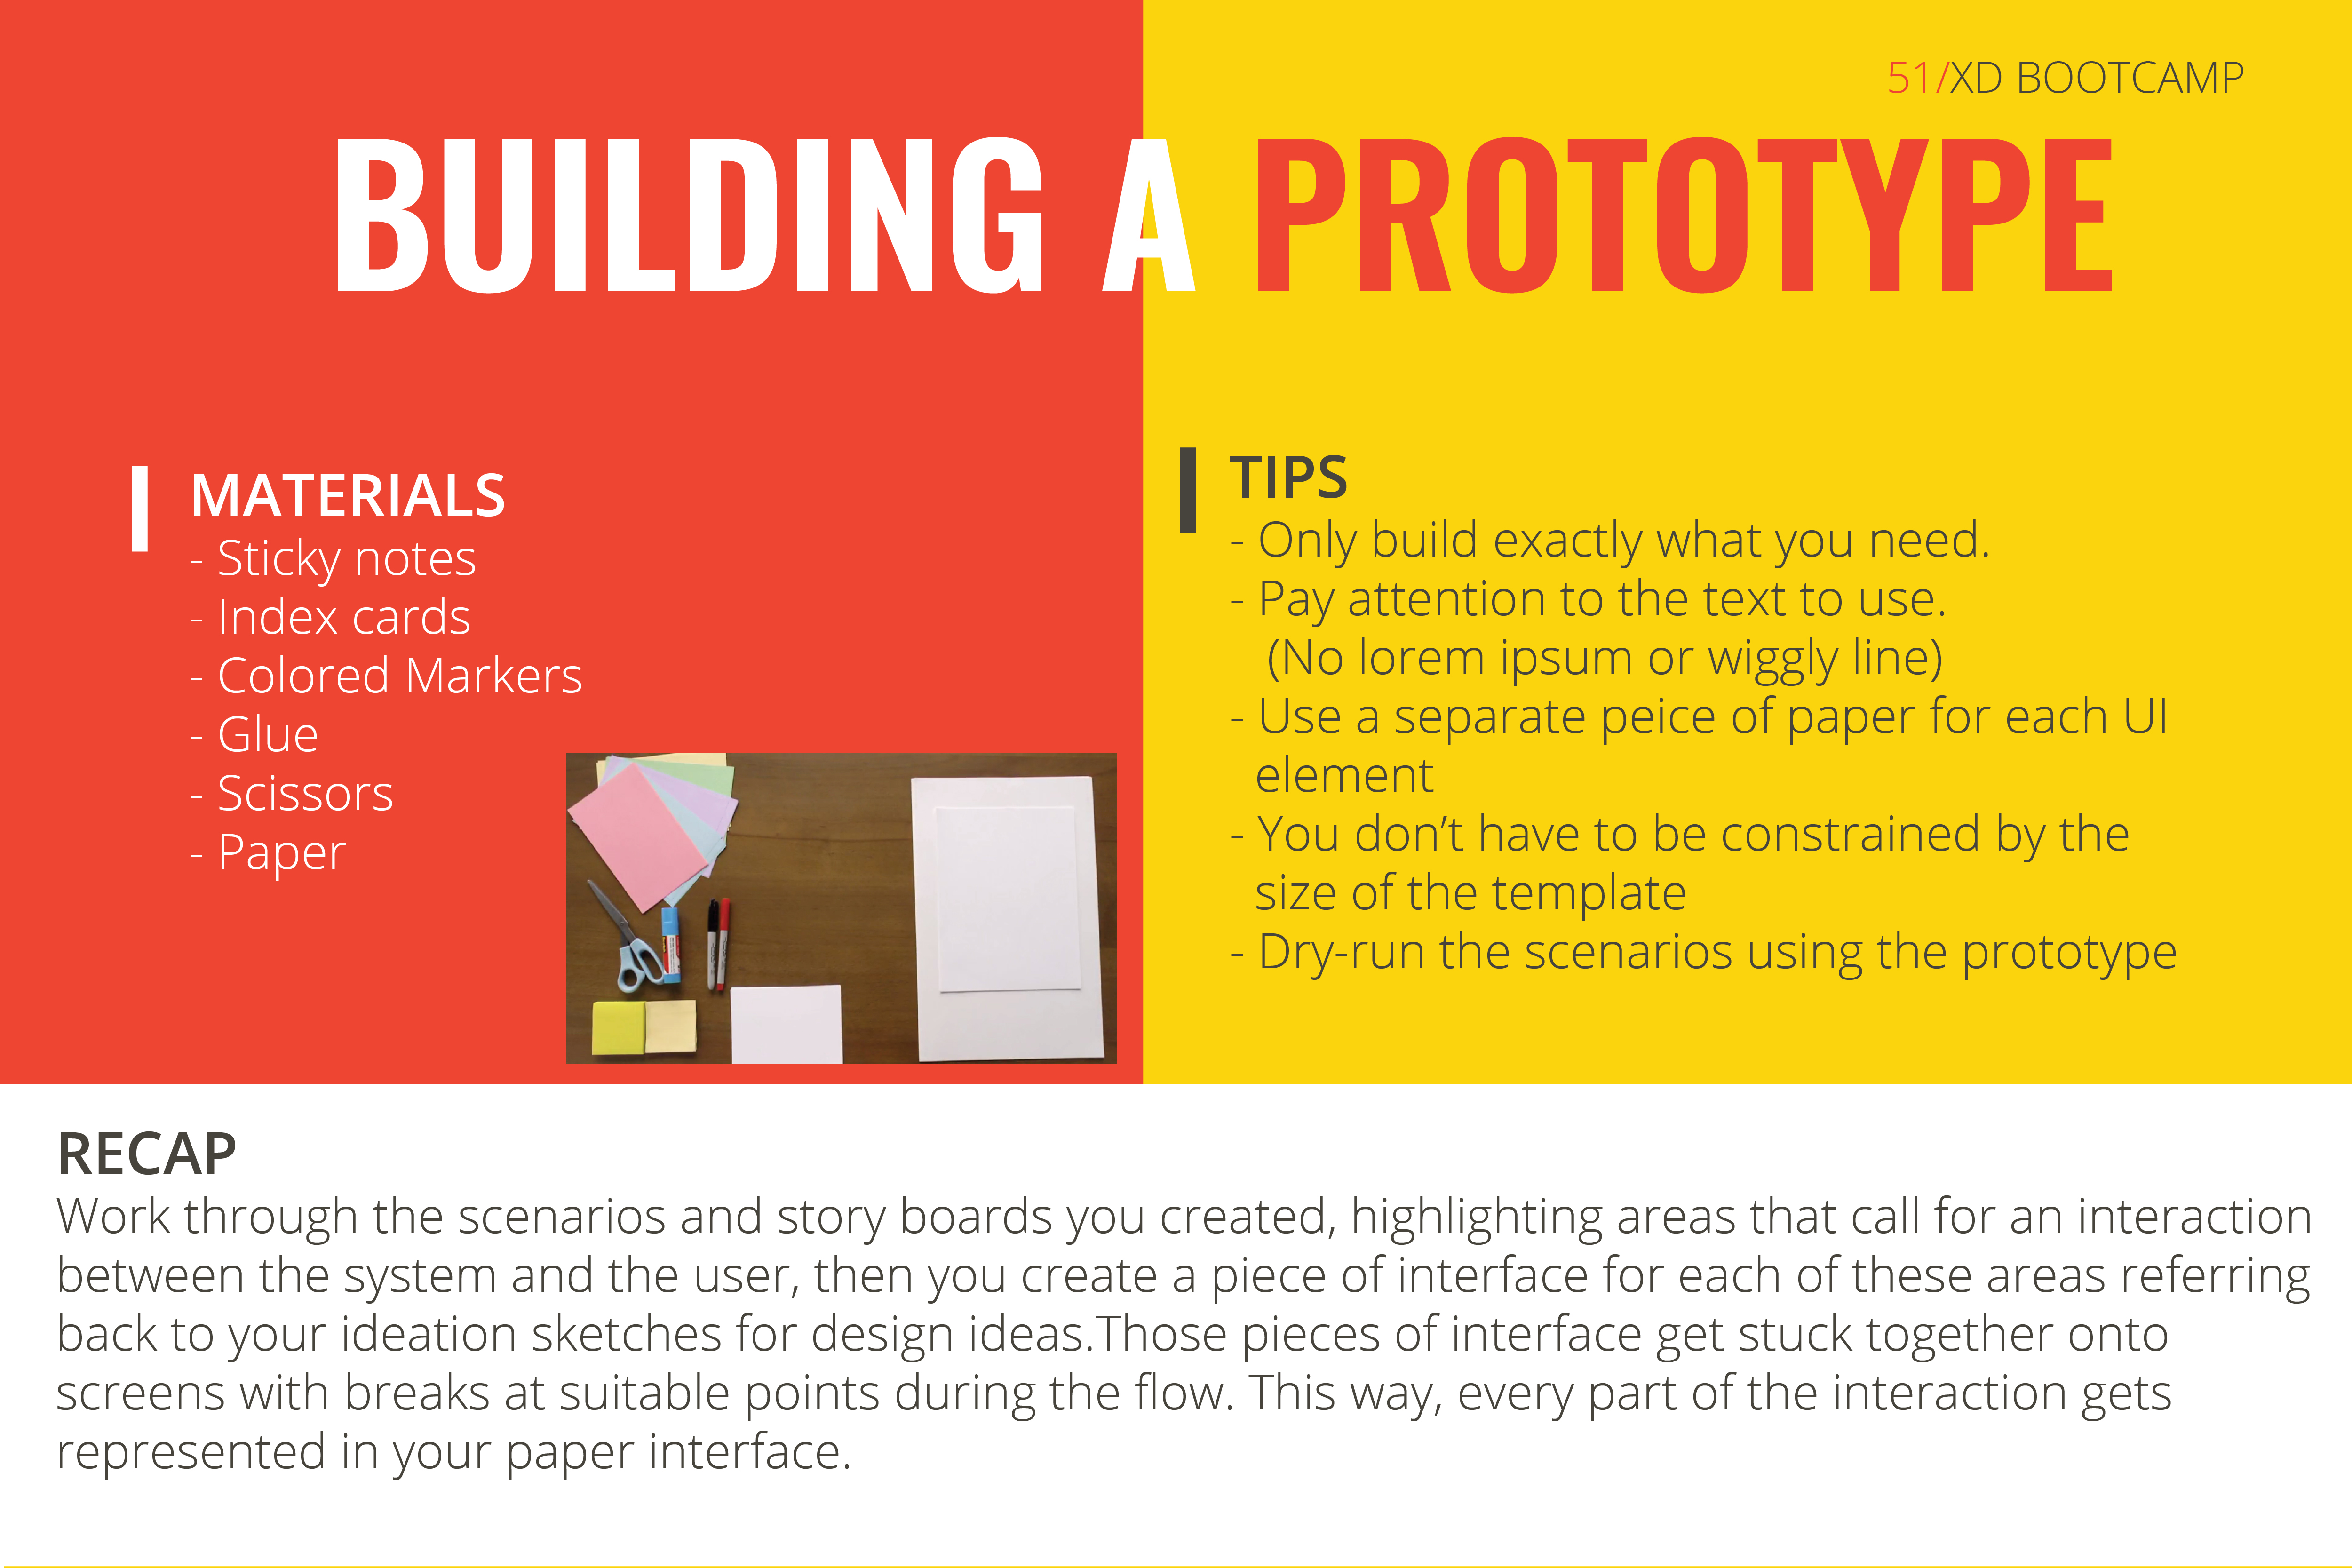 51/XD BOOTCAMP
BUILDING A PROTOTYPE
MATERIALS
- Sticky notes
- Index cards
- Colored Markers
- Glue
- Scissors
- Paper
TIPS
- Only build exactly what you need.
- Pay attention to the text to use.
(No lorem ipsum or wiggly line)
- Use a separate peice of paper for each UI
element
- You don’t have to be constrained by the
size of the template
- Dry-run the scenarios using the prototype
RECAP
Work through the scenarios and story boards you created, highlighting areas that call for an interaction
between the system and the user, then you create a piece of interface for each of these areas referring
back to your ideation sketches for design ideas.Those pieces of interface get stuck together onto
screens with breaks at suitable points during the flow. This way, every part of the interaction gets
represented in your paper interface.